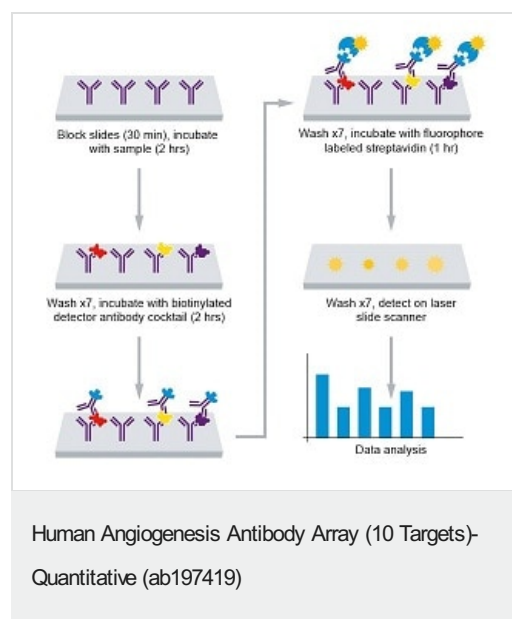 Block slides (30 min), incubate
with sample (2 hrs)
Wash x7, incubate with biotinylated
detector antibody cocktail (2 hrs)
Wash x7, incubate with fluorophore
labeled streptavidin (1 hr)
Wash x7, detect on laser
slide scanner
Data analysis
Human Angiogenesis Antibody Array (10 Targets)-
Quantitative (ab197419)